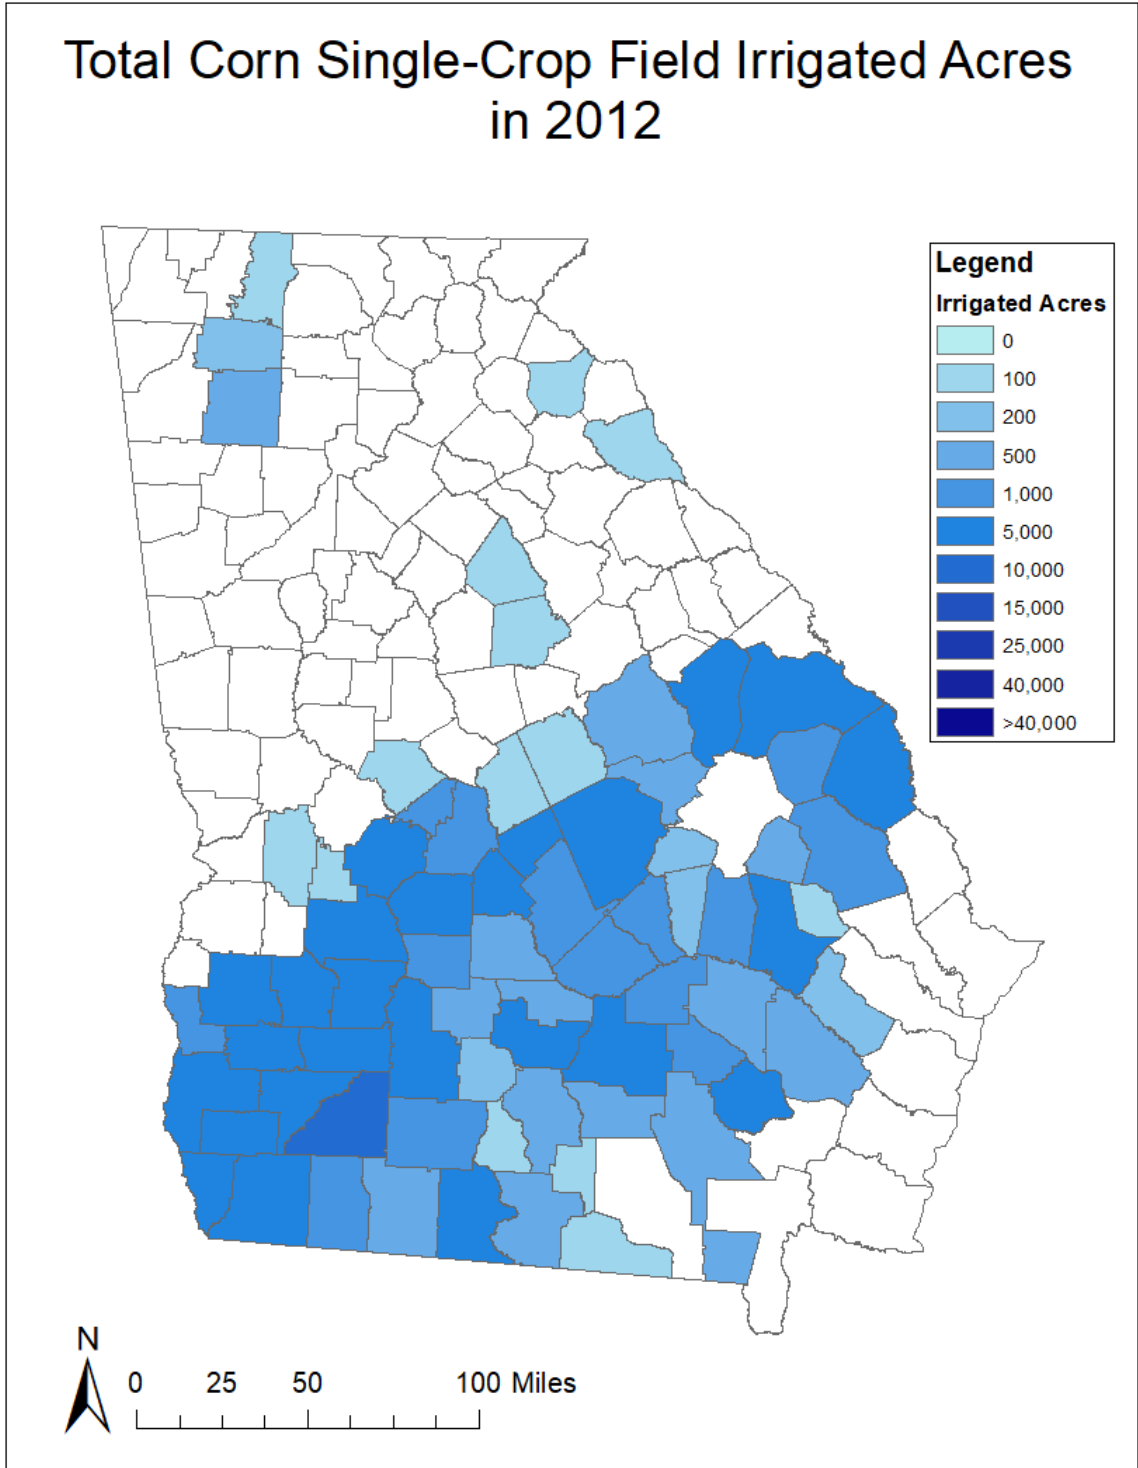 Total Corn Single-Crop Field Irrigated Acres
in 2012
Legend
Irrigated Acres
0
100
200
500
1,000
5,000
10,000
15,000
25,000
40,000
>40,000
N
0 25 50 100 Miles